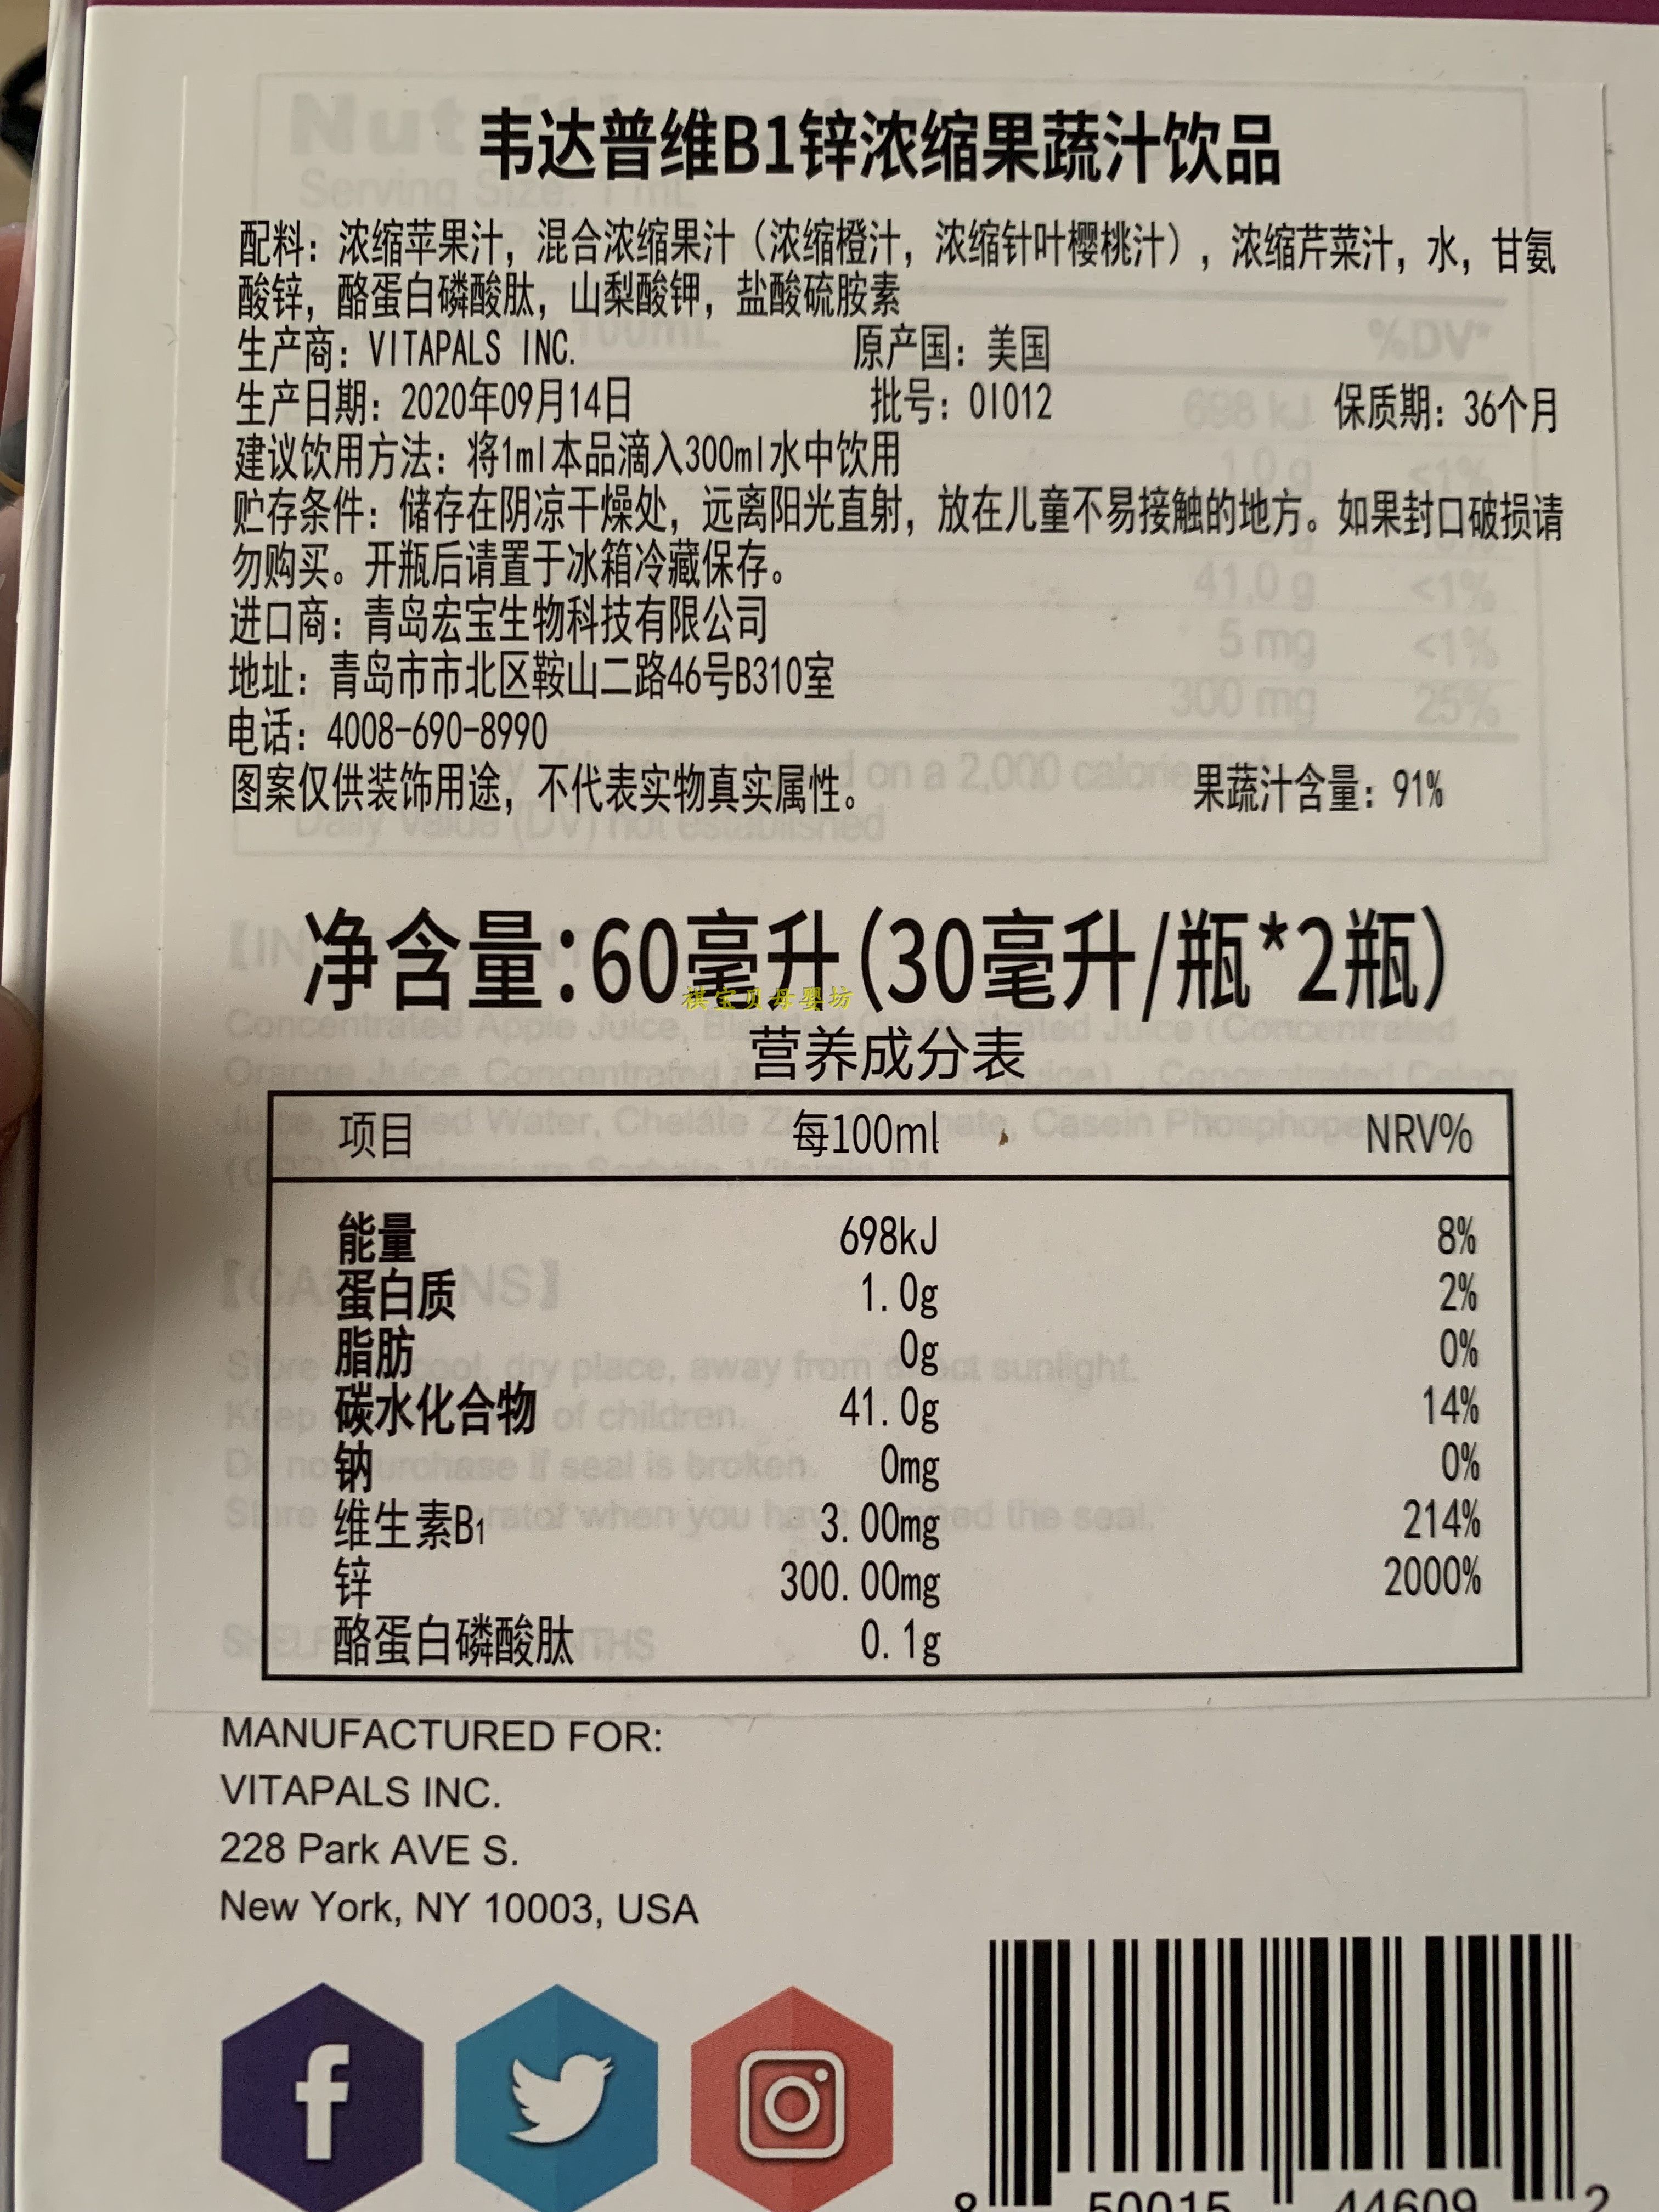 韦达普维B1锌浓缩果蔬汁饮品
配料：浓缩苹果汁，混合浓缩果汁（浓缩橙汁，浓缩针叶樱桃汁），浓缩芹菜汁，水，甘氨
酸锌，酪蛋白磷酸肽，山梨酸钾，盐酸硫胺素
生产商：VITAPALS INC. 原产国：美国
生产日期：2020年09月14日 批号：OI012 保质期：36个月
建议饮用方法：将1ml本品滴入300ml水中饮用
贮存条件：储存在阴凉干燥处，远离阳光直射，放在儿童不易接触的地方。如果封口破损请
勿购买。开瓶后请置于冰箱冷藏保存。
进口商：青岛宏宝生物科技有限公司
地址：青岛市市北区鞍山二路46号B310室
电话：4008-690-8990
图案仅供装饰用途，不代表实物真实属性。 果蔬汁含量：91%
净含量:60毫升(30毫升/瓶*2瓶)
祺宝贝母婴坊
营养成分表
项目 每100ml NRV%
能量 698kJ 8%
蛋白质 1.0g 2%
脂肪 0g 0%
碳水化合物 41.0g 14%
钠 0mg 0%
维生素B1 3.00mg 214%
锌 300.00mg 2000%
酪蛋白磷酸肽 0.1g
MANUFACTURED FOR:
VITAPALS INC.
228 Park AVE S.
New York, NY 10003, USA
8 50015 44609 2